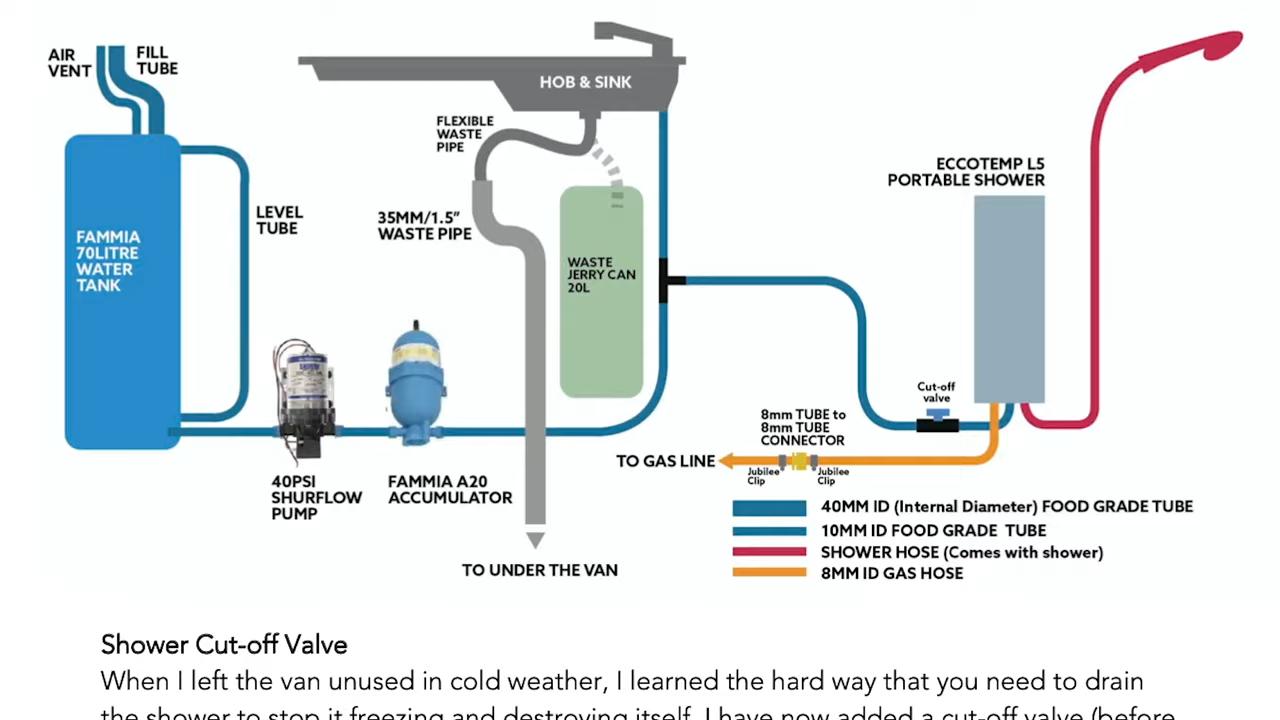 AIR
VENT
FILL
TUBE
HOB & SINK
FLEXIBLE
WASTE
PIPE
ECCOTEMP L5
PORTABLE SHOWER
LEVEL
TUBE
35MM/1.5”
WASTE PIPE
FAMMIA
70LITRE
WATER
TANK
WASTE
JERRY CAN
20L
Cut-off
valve
8mm TUBE to
8mm TUBE
CONNECTOR
TO GAS LINE
Jubilee
Clip
Jubilee
Clip
40PSI
SHURFLOW
PUMP
FAMMIA A20
ACCUMULATOR
TO UNDER THE VAN
40MM ID (Internal Diameter) FOOD GRADE TUBE
10MM ID FOOD GRADE TUBE
SHOWER HOSE (Comes with shower)
8MM ID GAS HOSE
Shower Cut-off Valve
When I left the van unused in cold weather, I learned the hard way that you need to drain
the shower to stop it freezing and destroying itself. I have now added a cut-off valve (before